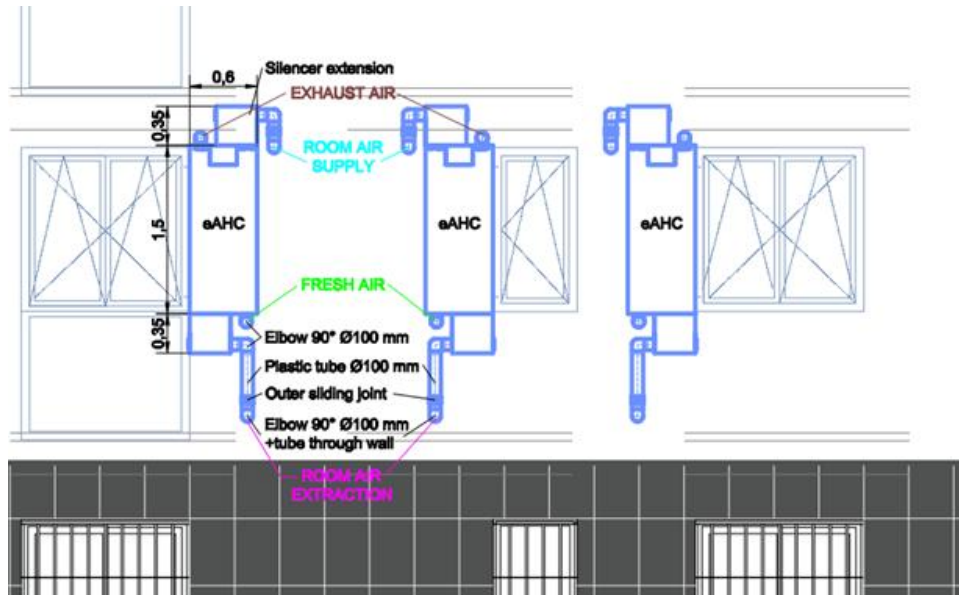 0,6
Silencer extension
EXHAUST AIR
0,35
ROOM AIR
SUPPLY
1,5
eAHC
eAHC
eAHC
FRESH AIR
0,35
Elbow 90° Ø100 mm
Plastic tube Ø100 mm
Outer sliding joint
Elbow 90° Ø100 mm
+tube through wall
ROOM AIR
EXTRACTION